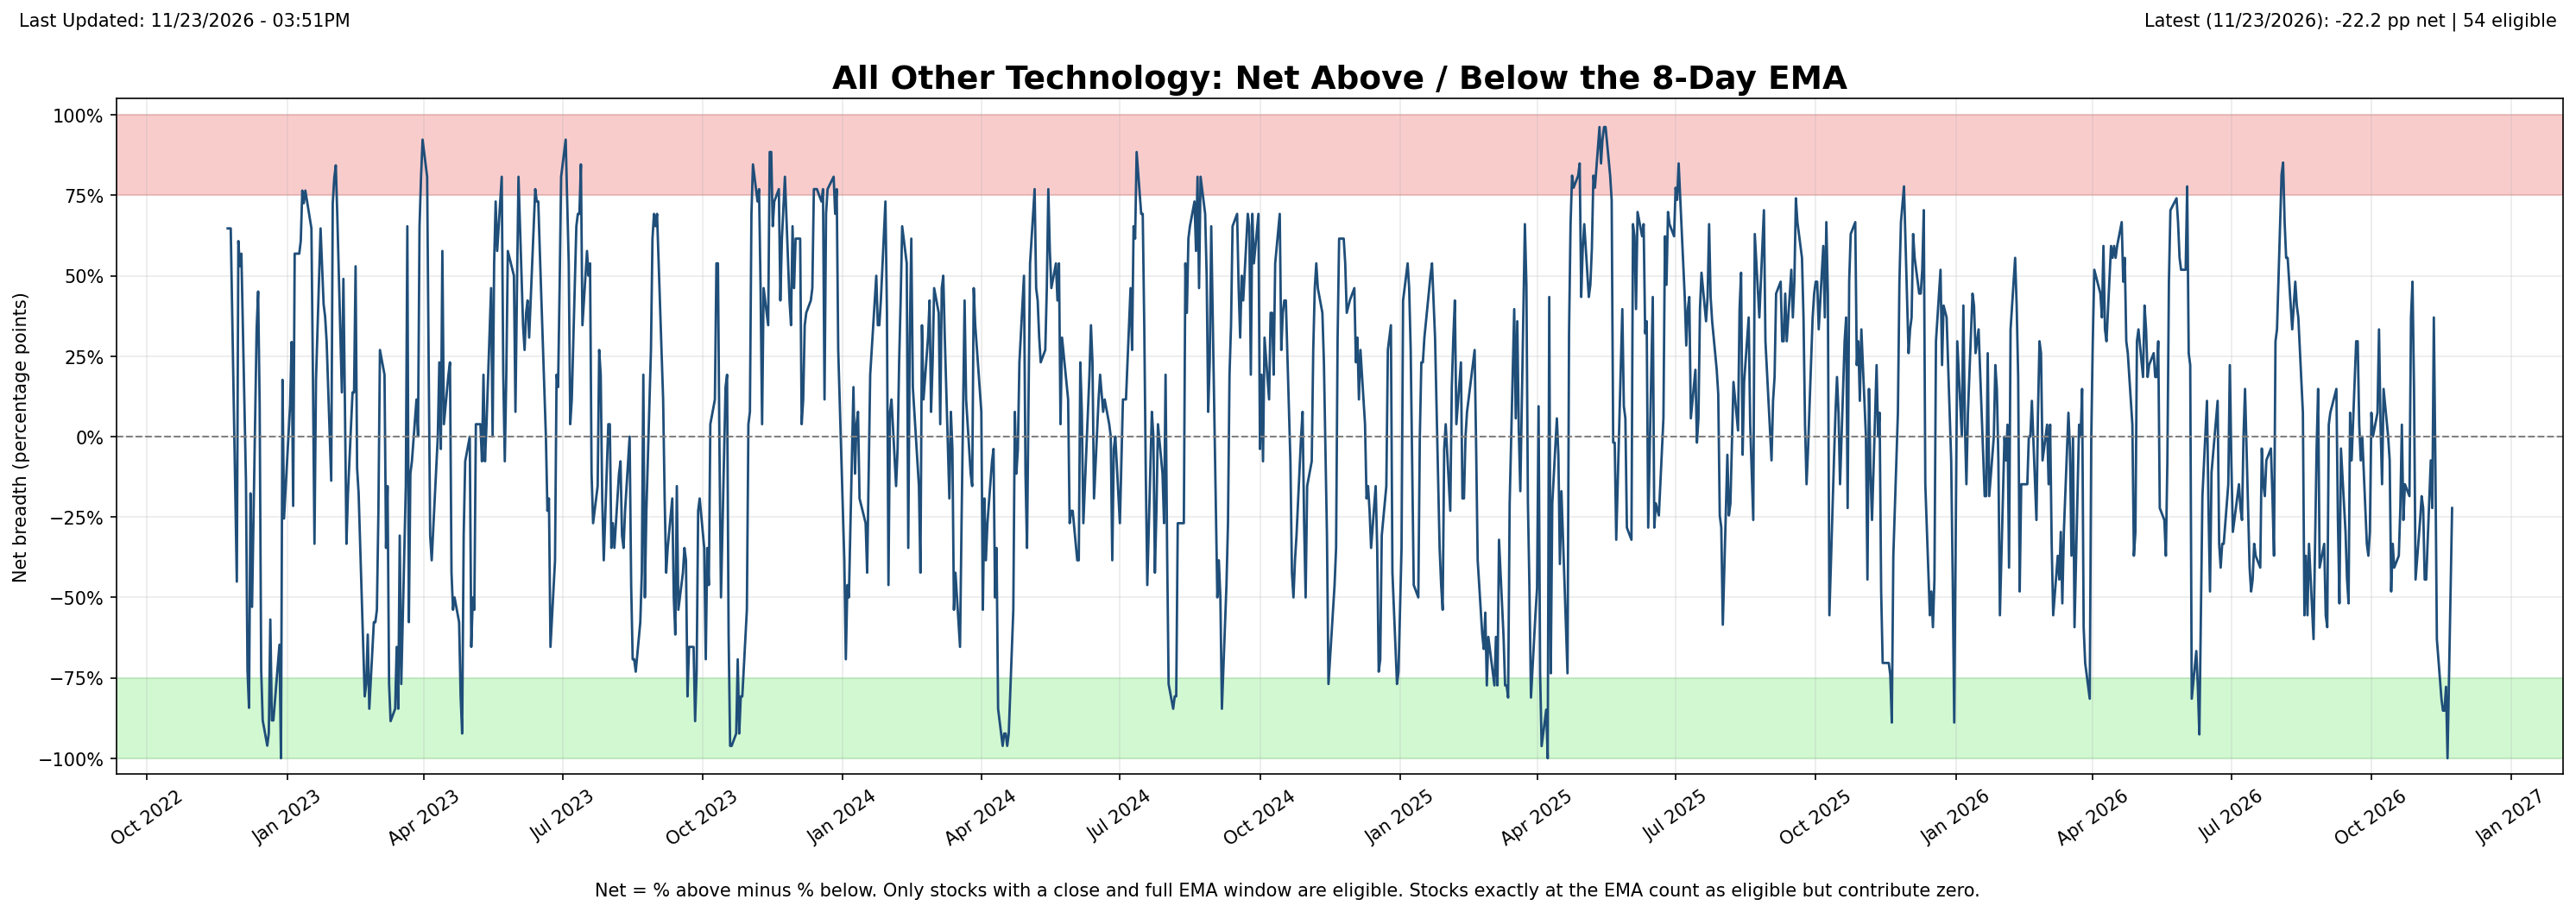 Last Updated: 11/23/2026 - 03:51PM
Latest (11/23/2026): -22.2 pp net | 54 eligible
All Other Technology: Net Above / Below the 8-Day EMA
Net breadth (percentage points)
100%
75%
50%
25%
0%
−25%
−50%
−75%
−100%
Oct 2022
Jan 2023
Apr 2023
Jul 2023
Oct 2023
Jan 2024
Apr 2024
Jul 2024
Oct 2024
Jan 2025
Apr 2025
Jul 2025
Oct 2025
Jan 2026
Apr 2026
Jul 2026
Oct 2026
Jan 2027
Net = % above minus % below. Only stocks with a close and full EMA window are eligible. Stocks exactly at the EMA count as eligible but contribute zero.